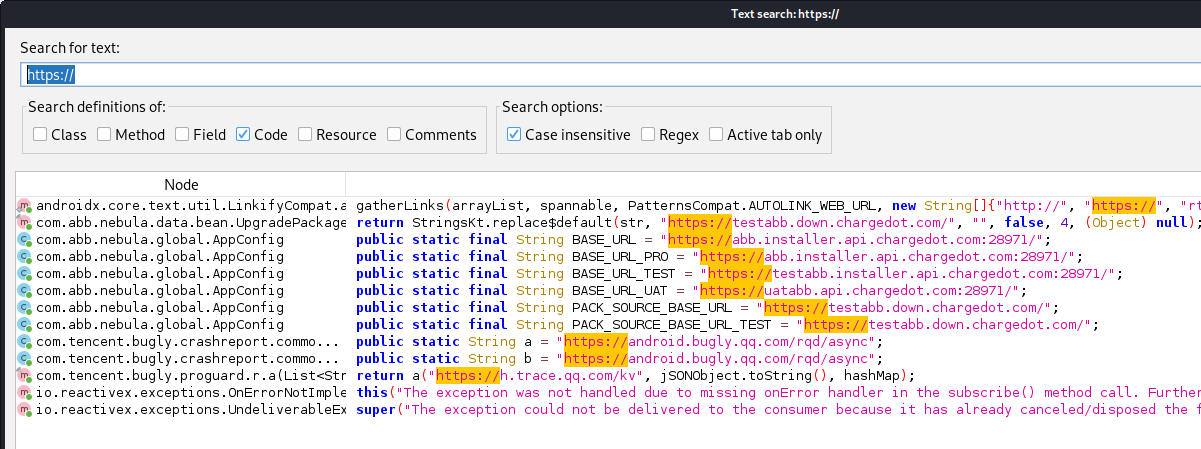 Text search: https://
Search for text:
https://
Search definitions of:
Class Method Field Code Resource Comments
Search options:
Case insensitive Regex Active tab only
Node
androidx.core.text.util.LinkifyCompat.a gatherLinks(arrayList, spannable, PatternsCompat.AUTOLINK_WEB_URL, new String[]{"http://", "https://", "rt
com.abb.nebula.data.bean.UpgradePackage return StringsKt.replace$default(str, "https://testabb.down.chargedot.com/", "", false, 4, (Object) null);
com.abb.nebula.global.AppConfig public static final String BASE_URL = "https://abb.installer.api.chargedot.com:28971/";
com.abb.nebula.global.AppConfig public static final String BASE_URL_PRO = "https://abb.installer.api.chargedot.com:28971/";
com.abb.nebula.global.AppConfig public static final String BASE_URL_TEST = "https://testabb.installer.api.chargedot.com:28971/";
com.abb.nebula.global.AppConfig public static final String BASE_URL_UAT = "https://uatabb.api.chargedot.com:28971/";
com.abb.nebula.global.AppConfig public static final String PACK_SOURCE_BASE_URL = "https://testabb.down.chargedot.com/";
com.abb.nebula.global.AppConfig public static final String PACK_SOURCE_BASE_URL_TEST = "https://testabb.down.chargedot.com/";
com.tencent.bugly.crashreport.commo... public static String a = "https://android.bugly.qq.com/rqd/async";
com.tencent.bugly.crashreport.commo... public static String b = "https://android.bugly.qq.com/rqd/async";
com.tencent.bugly.proguard.r.a(List<Str return a("https://h.trace.qq.com/kv", jSONObject.toString(), hashMap);
io.reactivex.exceptions.OnErrorNotImple this("The exception was not handled due to missing onError handler in the subscribe() method call. Further
io.reactivex.exceptions.UndeliverableEx super("The exception could not be delivered to the consumer because it has already canceled/disposed the f